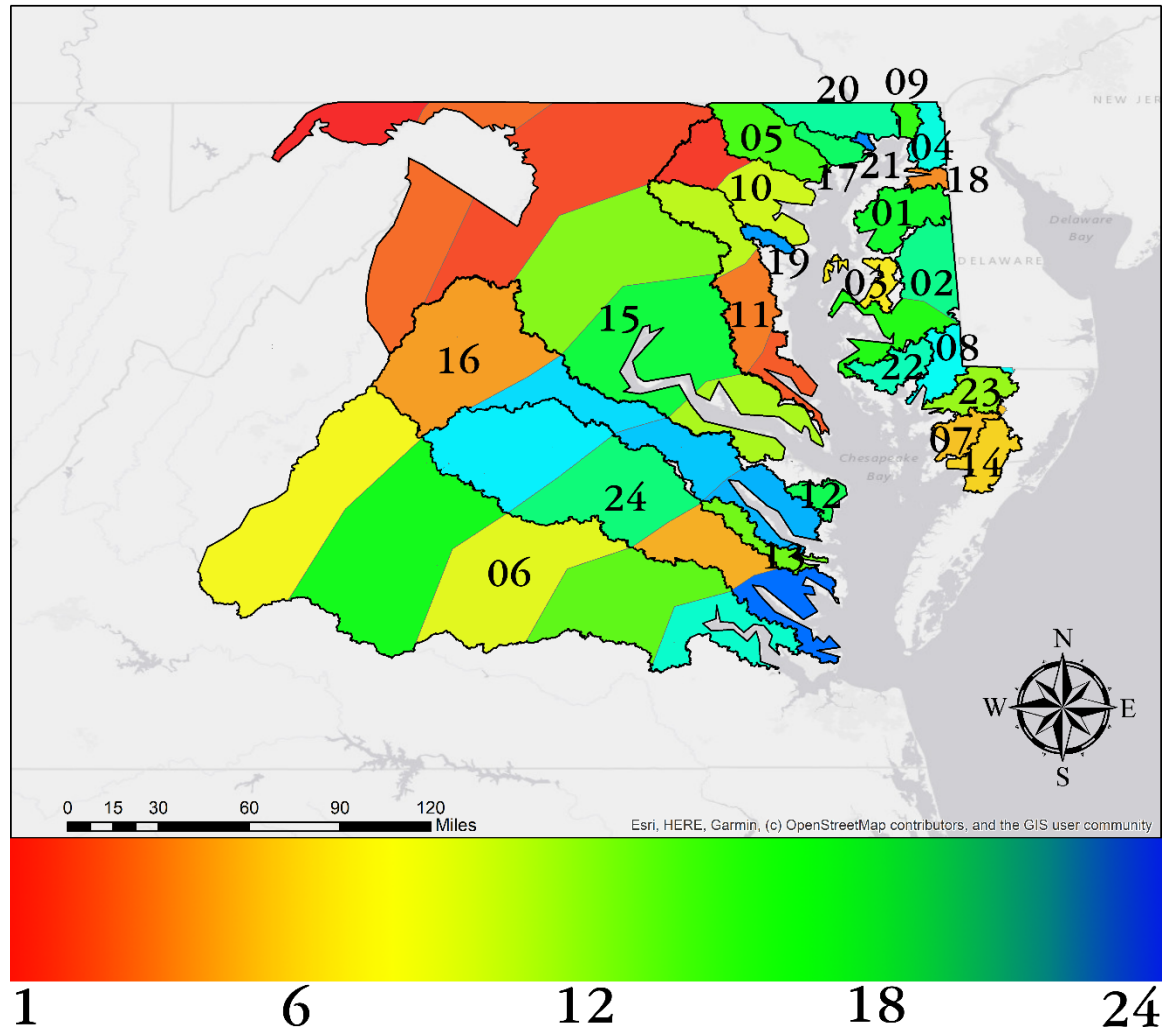 20 09
NEW JER
05 04
17 21 18
10
01
Delaware
Bay
19 DELAWARE
03 02
15 11
16 08
22
23
07
Chesapeake
Bay
14
24 12
13
06
N
W E
S
0 15 30 60 90 120
Miles
Esri, HERE, Garmin, (c) OpenStreetMap contributors, and the GIS user community
1 6 12 18 24